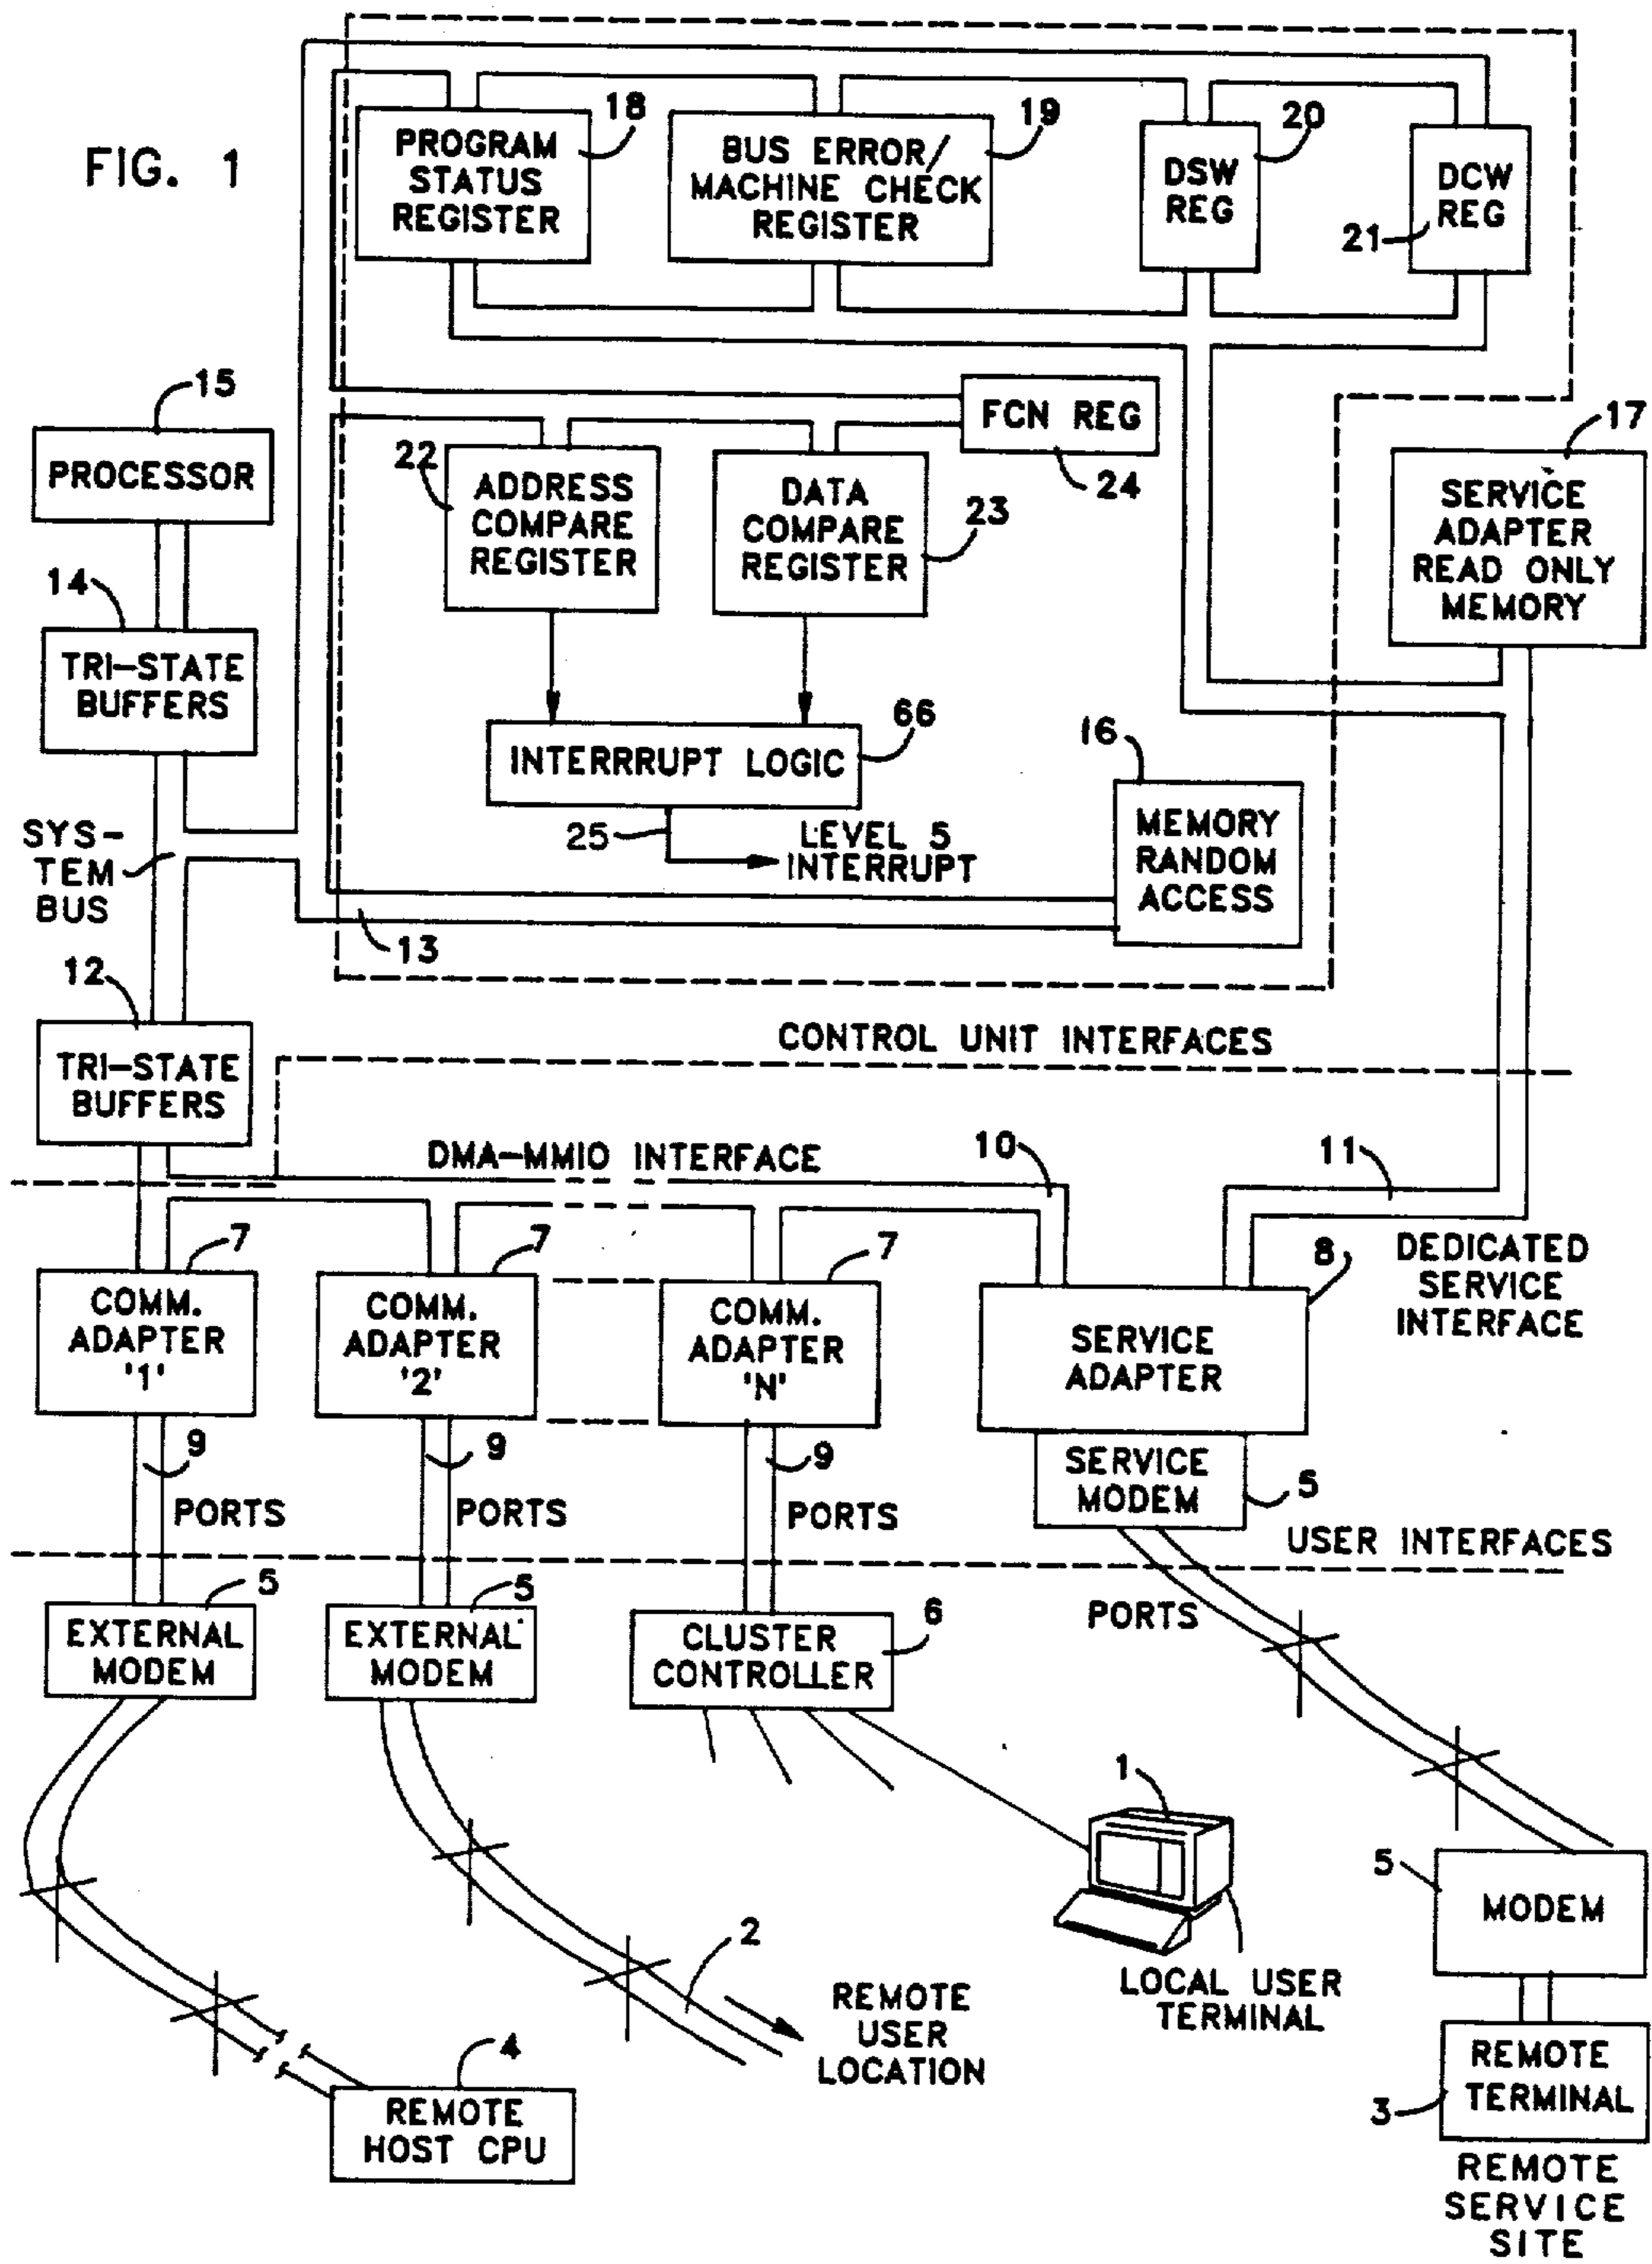 FIG. 1
18
PROGRAM
STATUS
REGISTER
19
BUS ERROR/
MACHINE CHECK
REGISTER
20
DSW
REG
21
DCW
REG
15
PROCESSOR
FCN REG
24
17
SERVICE
ADAPTER
READ ONLY
MEMORY
22
ADDRESS
COMPARE
REGISTER
DATA
COMPARE
REGISTER
23
14
TRI-STATE
BUFFERS
66
INTERRRUPT LOGIC
25
LEVEL 5
INTERRUPT
16
MEMORY
RANDOM
ACCESS
SYS-
TEM
BUS
13
12
TRI-STATE
BUFFERS
CONTROL UNIT INTERFACES
DMA-MMIO INTERFACE
10
11
7
COMM.
ADAPTER
'1'
7
COMM.
ADAPTER
'2'
7
COMM.
ADAPTER
'N'
8
SERVICE
ADAPTER
DEDICATED
SERVICE
INTERFACE
9
PORTS
9
PORTS
9
PORTS
SERVICE
MODEM
5
USER INTERFACES
5
EXTERNAL
MODEM
5
EXTERNAL
MODEM
6
CLUSTER
CONTROLLER
PORTS
1
LOCAL USER
TERMINAL
5
MODEM
2
REMOTE
USER
LOCATION
4
REMOTE
HOST CPU
3
REMOTE
TERMINAL
REMOTE
SERVICE
SITE